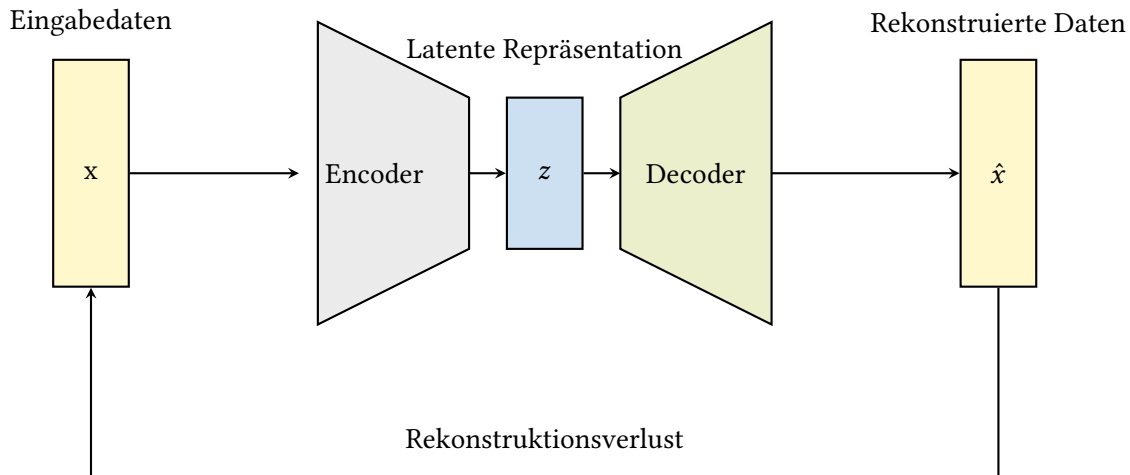 Eingabedaten
Rekonstruierte Daten
Latente Repräsentation
x
Encoder
z
Decoder
x̂
Rekonstruktionsverlust